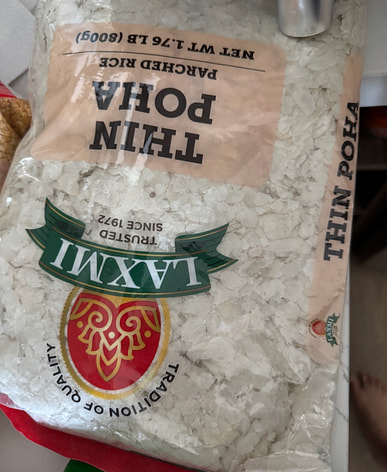 LAXMI
TRUSTED
SINCE 1972
TRADITION OF QUALITY
THIN
POHA
PARCHED RICE
NET WT 1.76 LB (800g)
THIN POHA
LAXMI